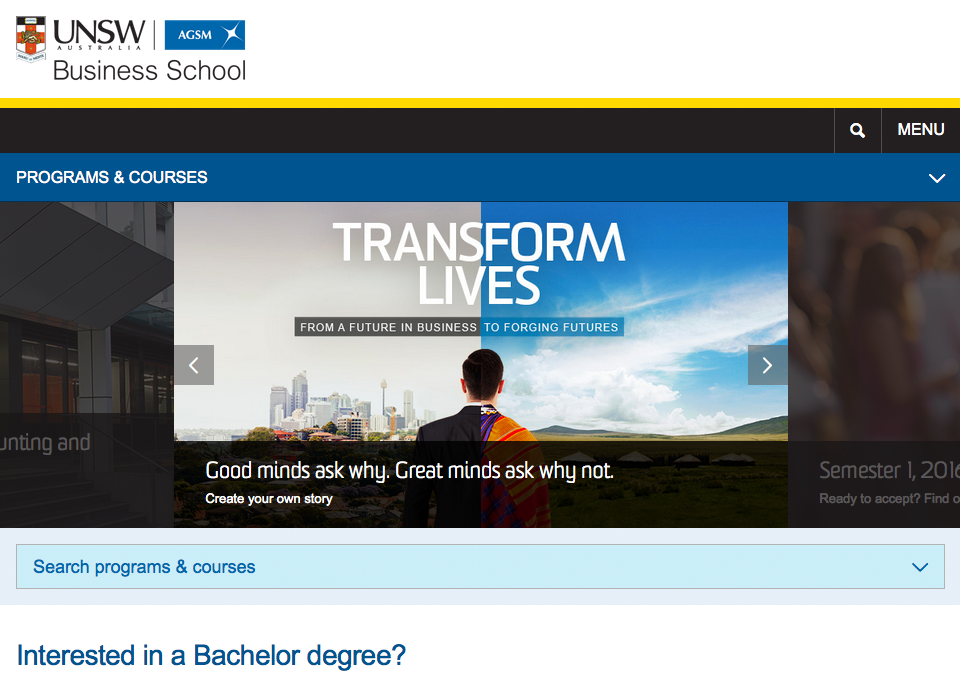 UNSW
AUSTRALIA
AGSM
Business School
MENU
PROGRAMS & COURSES
TRANSFORM
LIVES
FROM A FUTURE IN BUSINESS TO FORGING FUTURES
unting and
Good minds ask why. Great minds ask why not.
Create your own story
Semester 1, 2016
Ready to accept? Find o
Search programs & courses
Interested in a Bachelor degree?